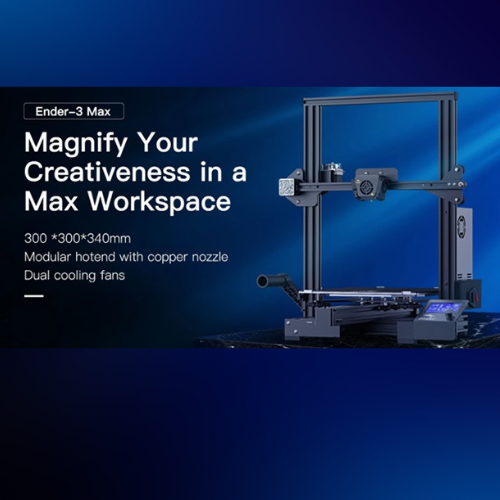 Ender-3 Max
Magnify Your
Creativeness in a
Max Workspace
300 *300*340mm
Modular hotend with copper nozzle
Dual cooling fans